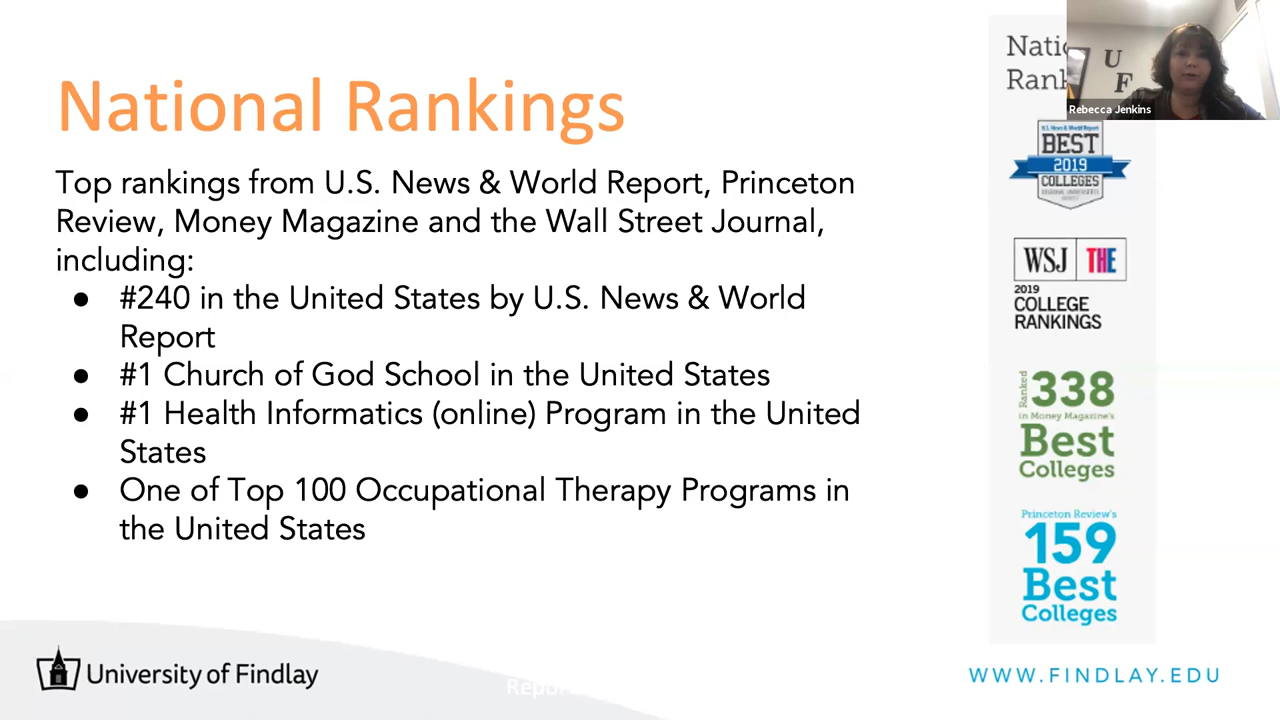 National Rankings
Top rankings from U.S. News & World Report, Princeton
Review, Money Magazine and the Wall Street Journal,
including:
● #240 in the United States by U.S. News & World
Report
● #1 Church of God School in the United States
● #1 Health Informatics (online) Program in the United
States
● One of Top 100 Occupational Therapy Programs in
the United States
U
F
Rebecca Jenkins
U.S. News & World Report
BEST
2019
COLLEGES
WSJ THE
2019
COLLEGE
RANKINGS
Ranked
338
in Money Magazine's
Best
Colleges
Princeton Review's
159
Best
Colleges
University of Findlay
WWW.FINDLAY.EDU